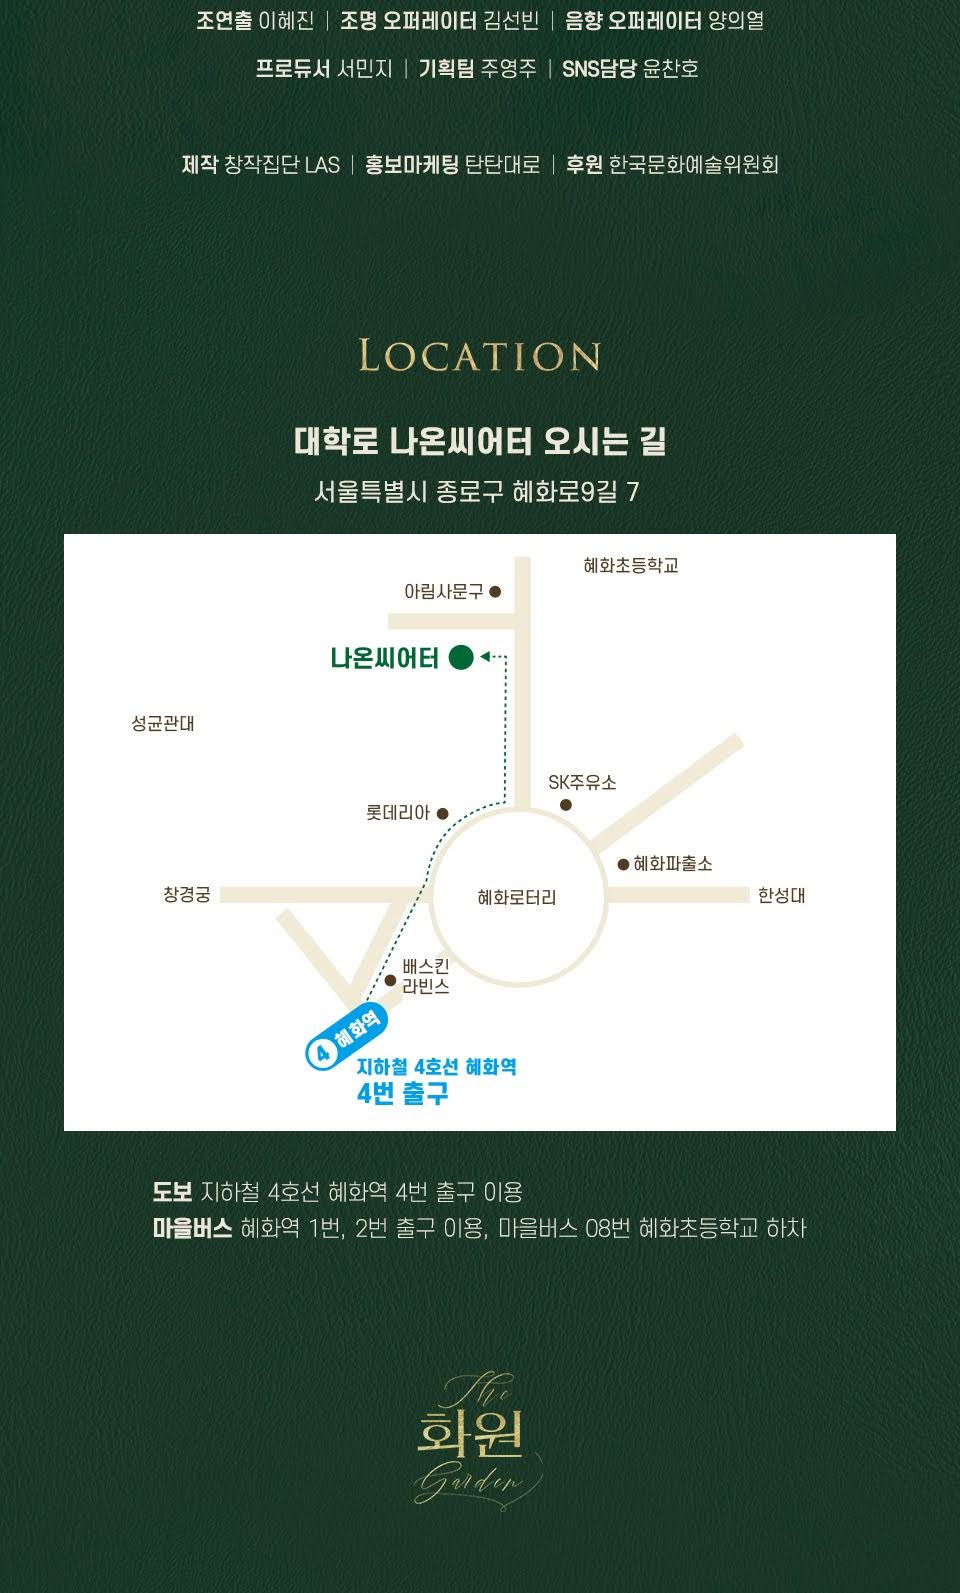 조연출 이혜진 | 조명 오퍼레이터 김선빈 | 음향 오퍼레이터 양의열
프로듀서 서민지 | 기획팀 주영주 | SNS담당 윤찬호
제작 창작집단 LAS | 홍보마케팅 탄탄대로 | 후원 한국문화예술위원회
LOCATION
대학로 나온씨어터 오시는 길
서울특별시 종로구 혜화로9길 7
혜화초등학교
아림사문구
나온씨어터
성균관대
SK주유소
롯데리아
혜화파출소
창경궁
혜화로터리
한성대
배스킨
라빈스
4 혜화역
지하철 4호선 혜화역
4번 출구
도보 지하철 4호선 혜화역 4번 출구 이용
마을버스 혜화역 1번, 2번 출구 이용, 마을버스 08번 혜화초등학교 하차
The
화원
Garden